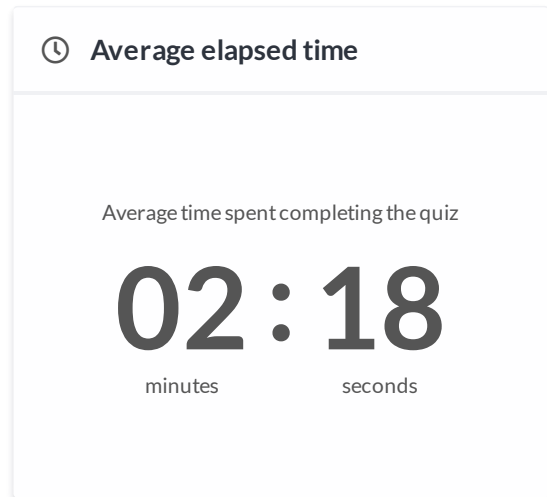 Average elapsed time
Average time spent completing the quiz
02 : 18
minutes seconds